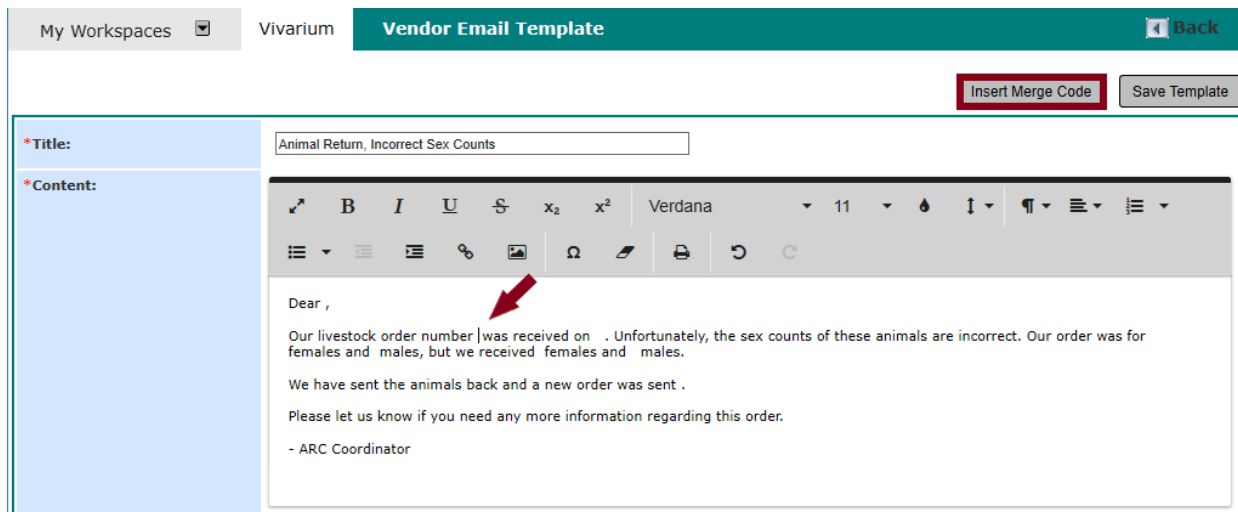 My Workspaces Vivarium Vendor Email Template Back
Insert Merge Code Save Template
*Title: Animal Return, Incorrect Sex Counts
*Content:
B I U S x₂ x² Verdana 11 ¶
Ω
Dear ,
Our livestock order number was received on . Unfortunately, the sex counts of these animals are incorrect. Our order was for
females and males, but we received females and males.
We have sent the animals back and a new order was sent .
Please let us know if you need any more information regarding this order.
- ARC Coordinator